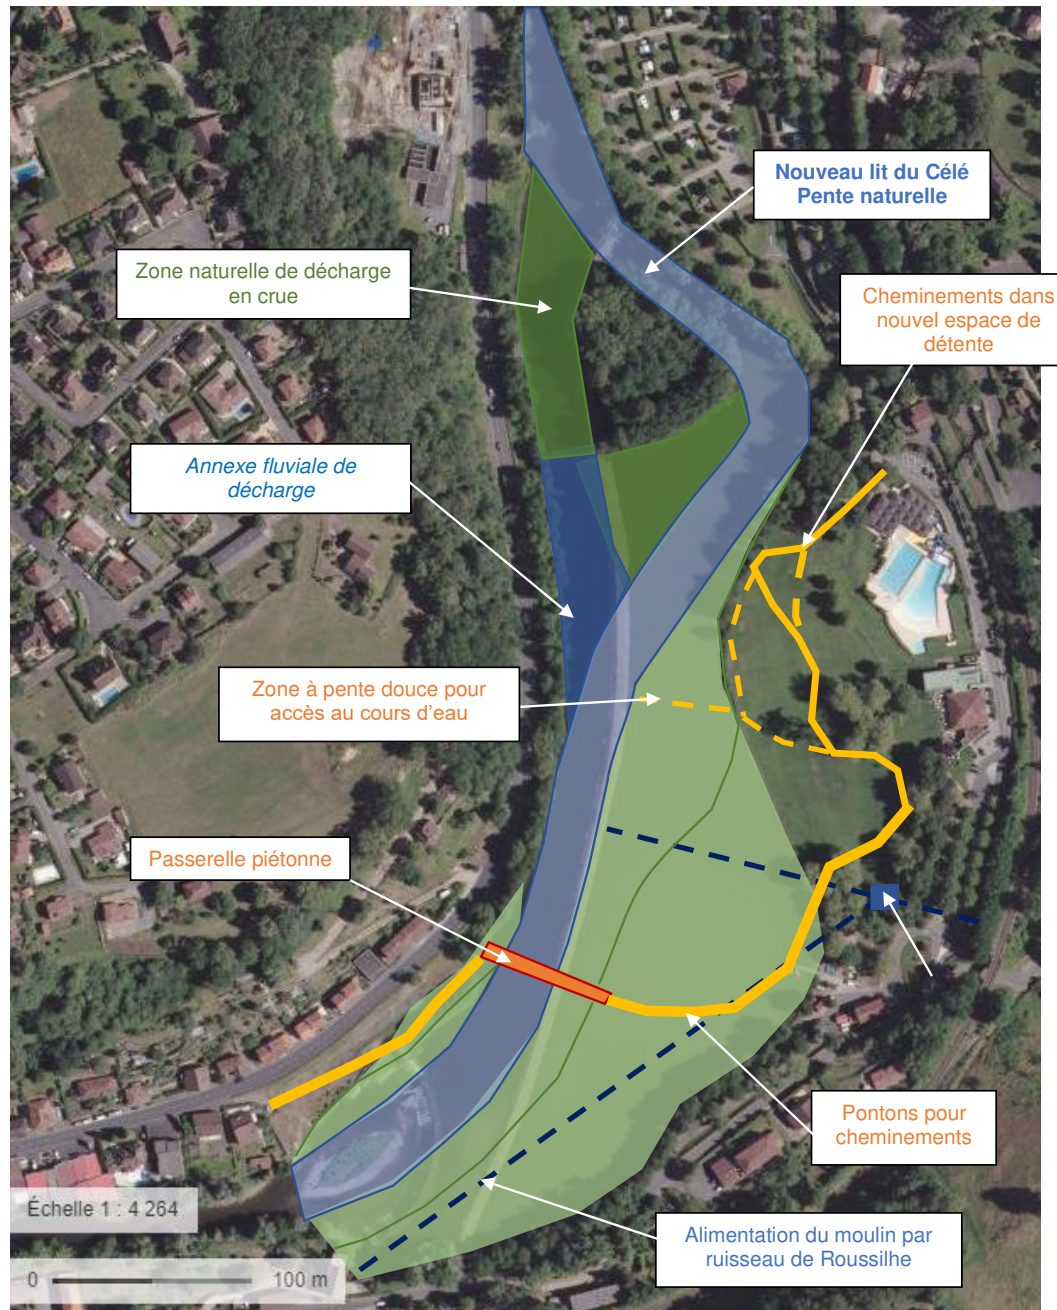 Nouveau lit du Célé
Pente naturelle
Zone naturelle de décharge
en crue
Cheminements dans
nouvel espace de
détente
Annexe fluviale de
décharge
Zone à pente douce pour
accès au cours d'eau
Passerelle piétonne
Pontons pour
cheminements
Échelle 1 : 4 264
Alimentation du moulin par
ruisseau de Roussilhe
0 100 m